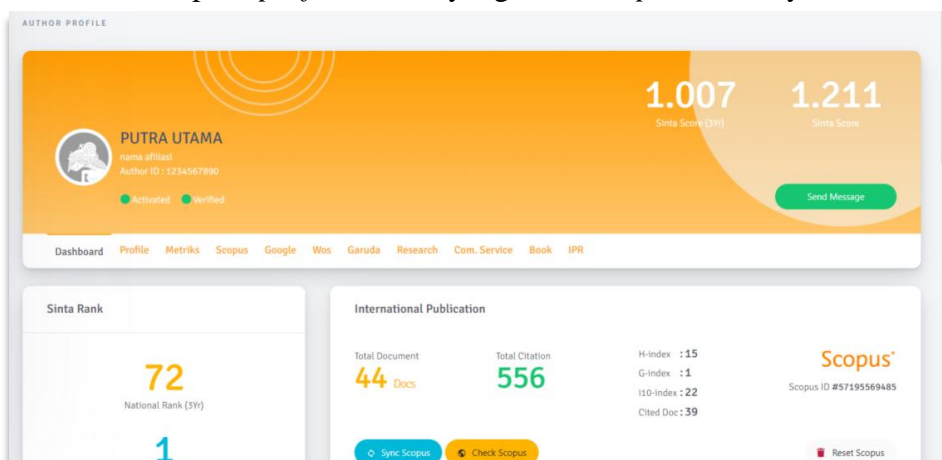 AUTHOR PROFILE
1.007
Sinta Score (3Yr)
1.211
Sinta Score
PUTRA UTAMA
nama afiliasi
Author ID : 1234567890
Activated Verified
Send Message
Dashboard Profile Metriks Scopus Google Wos Garuda Research Com. Service Book IPR
Sinta Rank
72
National Rank (3Yr)
1
International Publication
Total Document
44 Docs
Total Citation
556
H-index : 15
G-index : 1
I10-index : 22
Cited Doc : 39
Scopus
Scopus ID #57195569485
Sync Scopus
Check Scopus
Reset Scopus